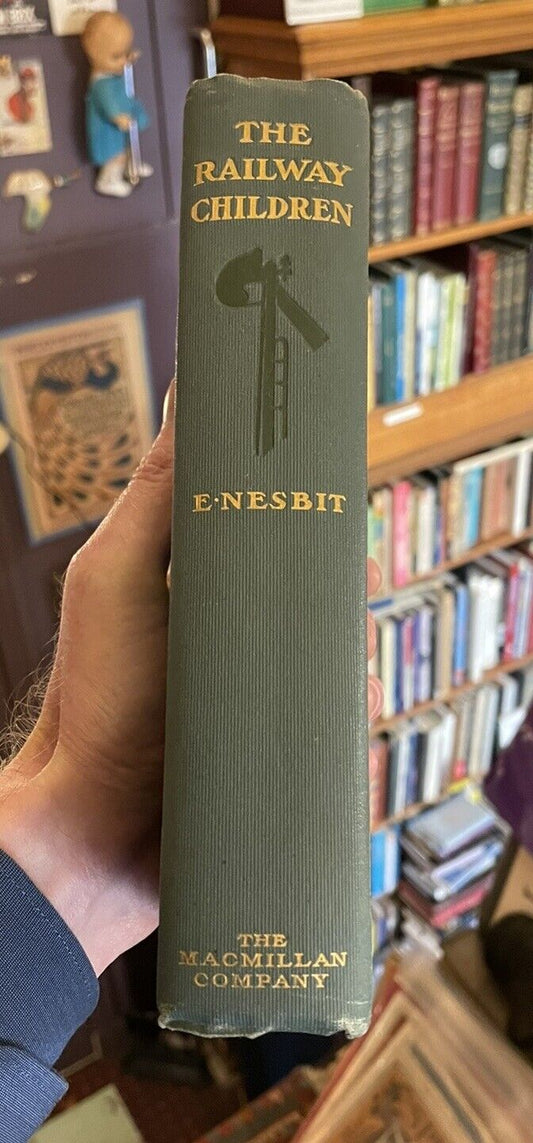 THE
RAILWAY
CHILDREN
E·NESBIT
THE
MACMILLAN
COMPANY